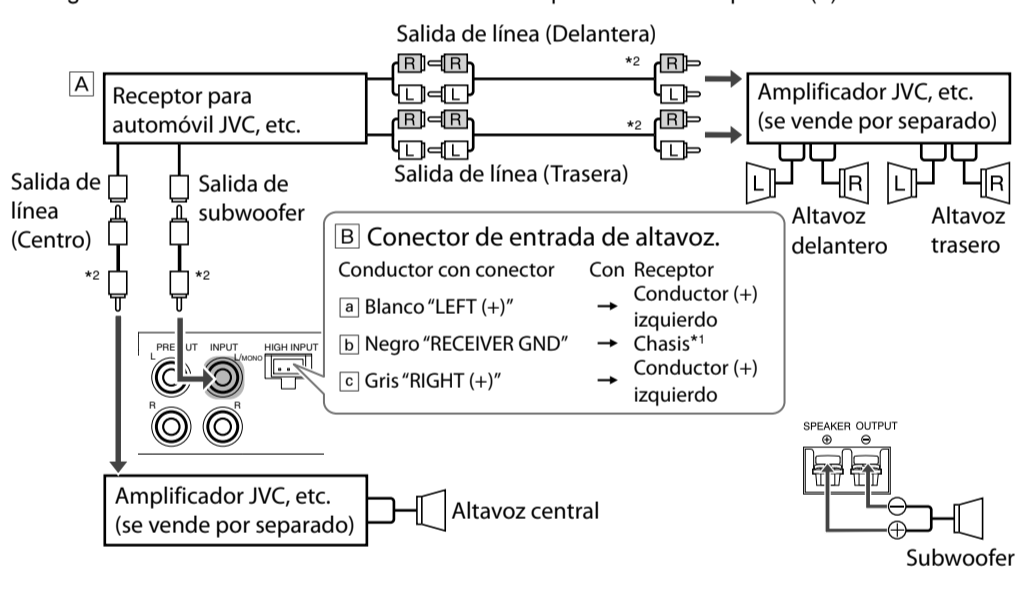 Salida de línea (Delantera)
A
Receptor para
automóvil JVC, etc.
R R *2 R
L L L
R R *2 R
L L L
Salida de línea (Trasera)
Amplificador JVC, etc.
(se vende por separado)
L R L R
Altavoz
delantero
Altavoz
trasero
Salida de
línea
(Centro)
Salida de
subwoofer
*2
*2
B Conector de entrada de altavoz.
Conductor con conector Con Receptor
a Blanco “LEFT (+)” → Conductor (+)
izquierdo
b Negro “RECEIVER GND” → Chasis*1
c Gris “RIGHT (+)” → Conductor (+)
izquierdo
INPUT HIGH INPUT
L L/MONO
R R
Amplificador JVC, etc.
(se vende por separado)
Altavoz central
SPEAKER OUTPUT
⊕ ⊖
⊖
⊕
Subwoofer